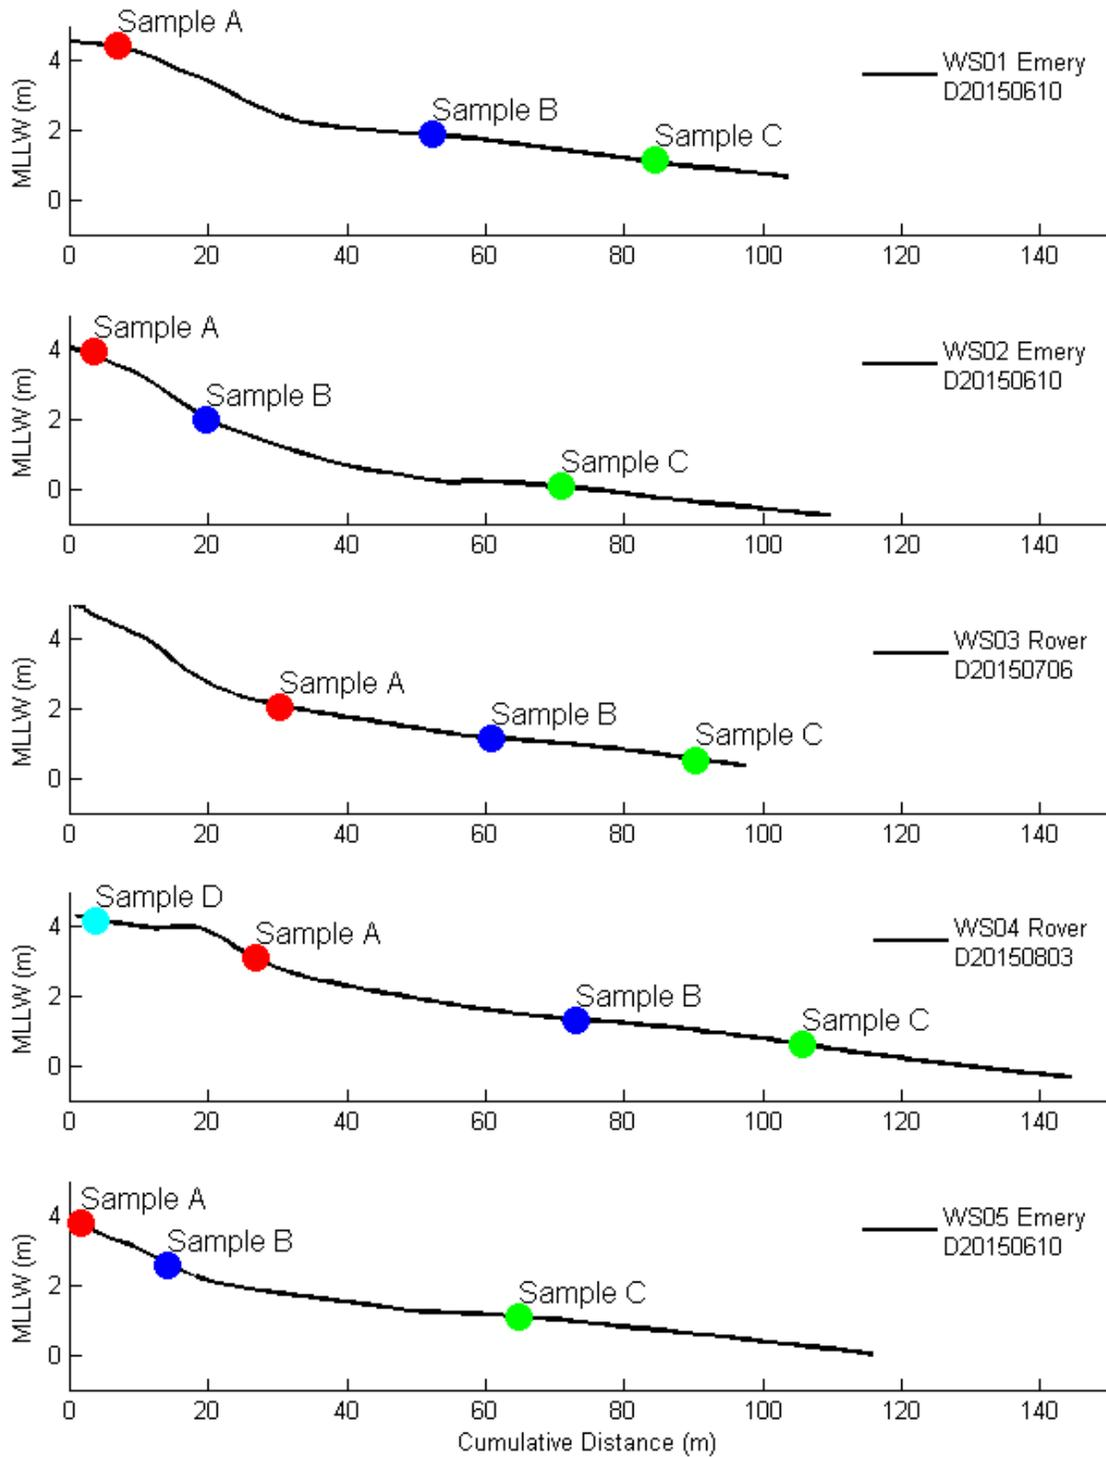 Sample A
Sample B
Sample C
WS01 Emery
D20150610
MLLW (m)
4
2
0
0 20 40 60 80 100 120 140
Sample A
Sample B
Sample C
WS02 Emery
D20150610
MLLW (m)
4
2
0
0 20 40 60 80 100 120 140
Sample A
Sample B
Sample C
WS03 Rover
D20150706
MLLW (m)
4
2
0
0 20 40 60 80 100 120 140
Sample D
Sample A
Sample B
Sample C
WS04 Rover
D20150803
MLLW (m)
4
2
0
0 20 40 60 80 100 120 140
Sample A
Sample B
Sample C
WS05 Emery
D20150610
MLLW (m)
4
2
0
0 20 40 60 80 100 120 140
Cumulative Distance (m)